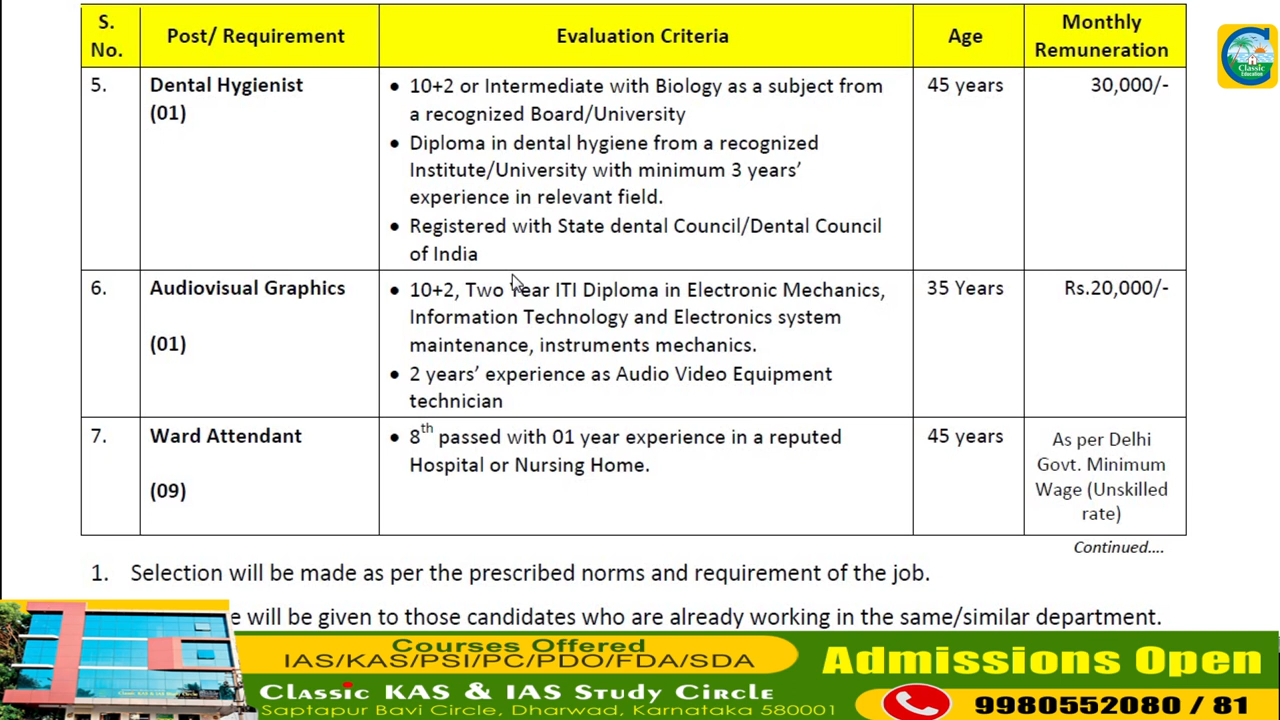 S. No. Post/ Requirement Evaluation Criteria Age Monthly Remuneration
5. Dental Hygienist (01)
• 10+2 or Intermediate with Biology as a subject from
a recognized Board/University
• Diploma in dental hygiene from a recognized
Institute/University with minimum 3 years’
experience in relevant field.
• Registered with State dental Council/Dental Council
of India
45 years
30,000/-
6. Audiovisual Graphics
(01)
• 10+2, Two Year ITI Diploma in Electronic Mechanics,
Information Technology and Electronics system
maintenance, instruments mechanics.
• 2 years’ experience as Audio Video Equipment
technician
35 Years
Rs.20,000/-
7. Ward Attendant
(09)
• 8th passed with 01 year experience in a reputed
Hospital or Nursing Home.
45 years
As per Delhi
Govt. Minimum
Wage (Unskilled
rate)
Continued....
1. Selection will be made as per the prescribed norms and requirement of the job.
e will be given to those candidates who are already working in the same/similar department.
Courses Offered
IAS/KAS/PSI/PC/PDO/FDA/SDA
Classic KAS & IAS Study Circle
Saptapur Bavi Circle, Dharwad, Karnataka 580001
Admissions Open
9980552080 / 81
Classic
Education